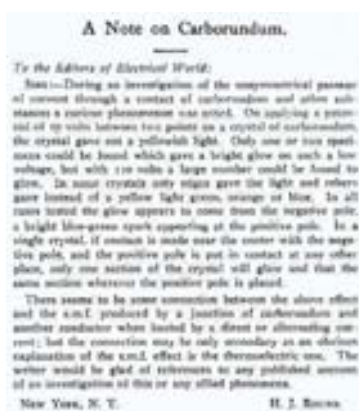 A Note on Carborundum.
To the Editors of Electrical World:
SIRS:—During an investigation of the unsymmetrical passage
of current through a contact of carborundum and other sub-
stances a curious phenomenon was noted. On applying a poten-
tial of 10 volts between two points on a crystal of carborundum,
the crystal gave out a yellowish light. Only one or two speci-
mens could be found which gave a bright glow on such a low
voltage, but with 110 volts a large number could be found to
glow. In some crystals only edges gave the light and others
gave instead of a yellow light green, orange or blue. In all
cases tested the glow appears to come from the negative pole,
a bright blue-green spark appearing at the positive pole. In a
single crystal, if contact is made near the center with the nega-
tive pole, and the positive pole is put in contact at any other
place, only one section of the crystal will glow and that the
same section wherever the positive pole is placed.
There seems to be some connection between the above effect
and the e.m.f. produced by a junction of carborundum and
another conductor when heated by a direct or alternating cur-
rent; but the connection may be only secondary as an obvious
explanation of the e.m.f. effect is the thermoelectric one. The
writer would be glad of references to any published account
of an investigation of this or any allied phenomena.
New York, N. Y. H. J. ROUND.